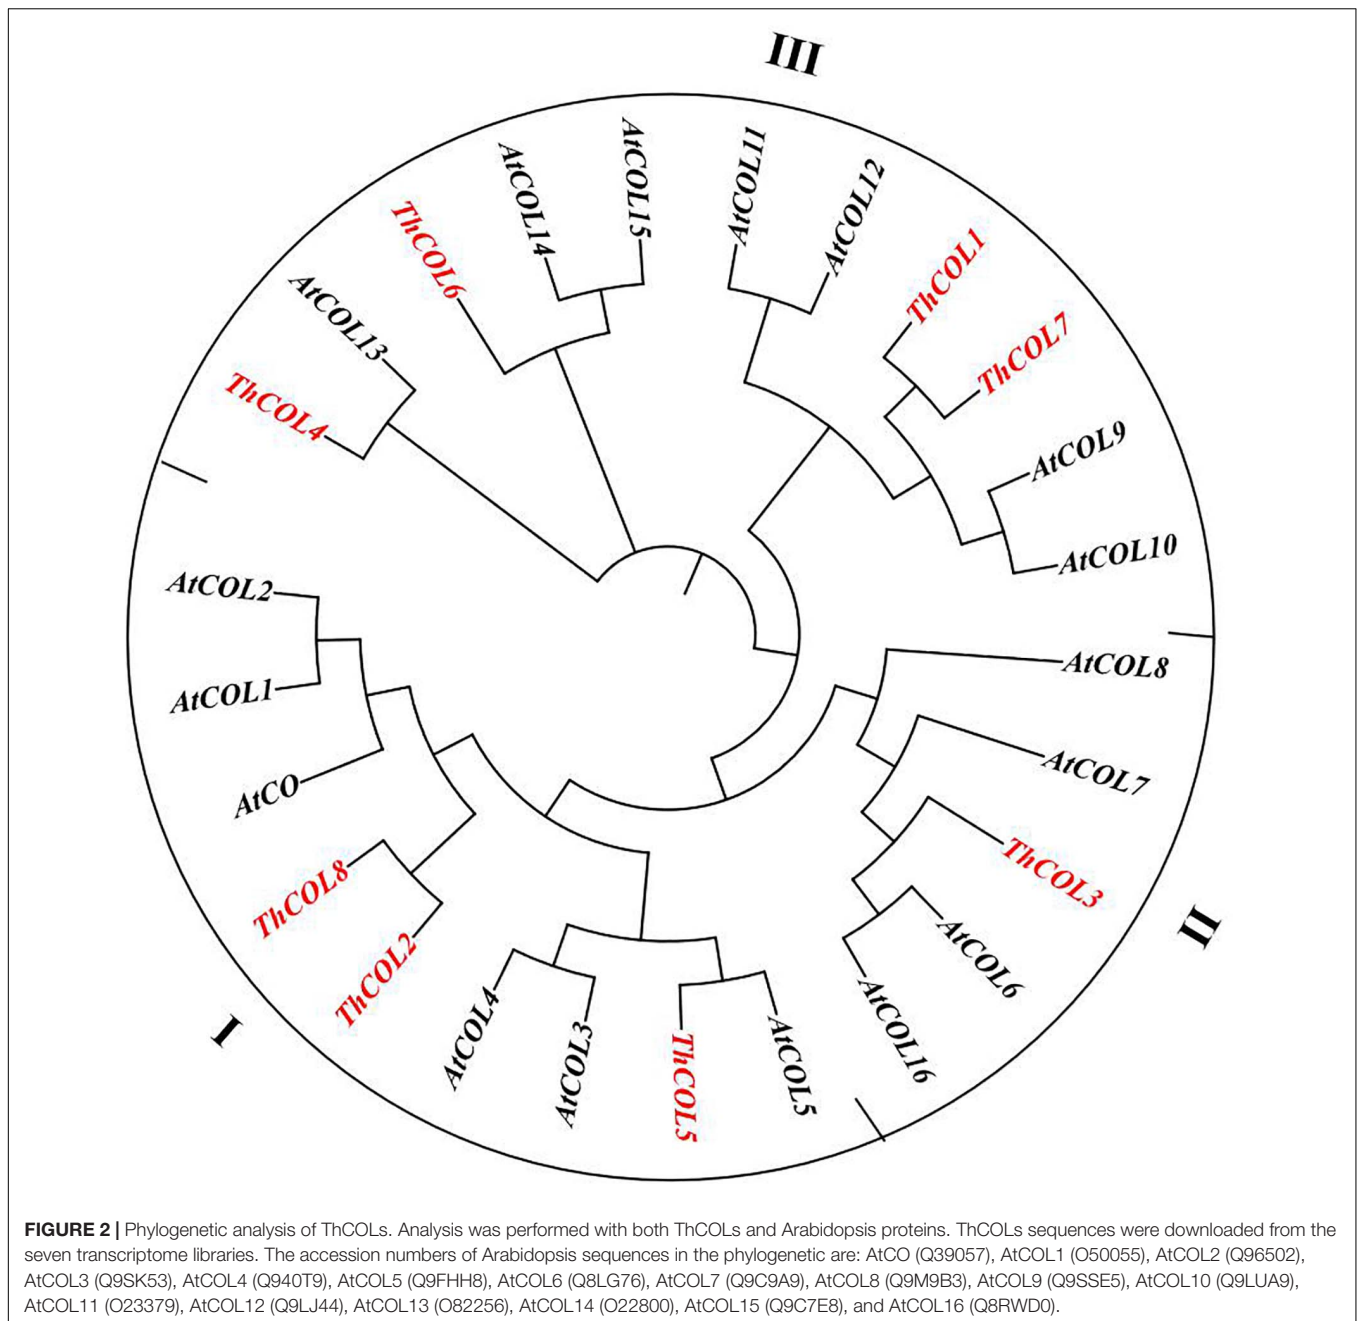 III
AtCOL11
AtCOL12
ThCOL1
ThCOL7
AtCOL9
AtCOL10
AtCOL8
AtCOL7
ThCOL3
AtCOL6
AtCOL16
II
AtCOL5
ThCOL5
AtCOL3
AtCOL4
ThCOL2
ThCOL8
I
AtCO
AtCOL1
AtCOL2
ThCOL4
AtCOL13
ThCOL6
AtCOL14
AtCOL15
FIGURE 2 | Phylogenetic analysis of ThCOLs. Analysis was performed with both ThCOLs and Arabidopsis proteins. ThCOLs sequences were downloaded from the
seven transcriptome libraries. The accession numbers of Arabidopsis sequences in the phylogenetic are: AtCO (Q39057), AtCOL1 (O50055), AtCOL2 (Q96502),
AtCOL3 (Q9SK53), AtCOL4 (Q940T9), AtCOL5 (Q9FHH8), AtCOL6 (Q8LG76), AtCOL7 (Q9C9A9), AtCOL8 (Q9M9B3), AtCOL9 (Q9SSE5), AtCOL10 (Q9LUA9),
AtCOL11 (O23379), AtCOL12 (Q9LJ44), AtCOL13 (O82256), AtCOL14 (O22800), AtCOL15 (Q9C7E8), and AtCOL16 (Q8RWD0).